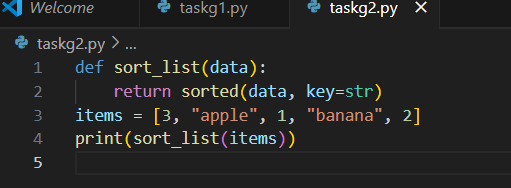 Welcome taskg1.py taskg2.py ×
taskg2.py > ...
1 def sort_list(data):
2     return sorted(data, key=str)
3 items = [3, "apple", 1, "banana", 2]
4 print(sort_list(items))
5